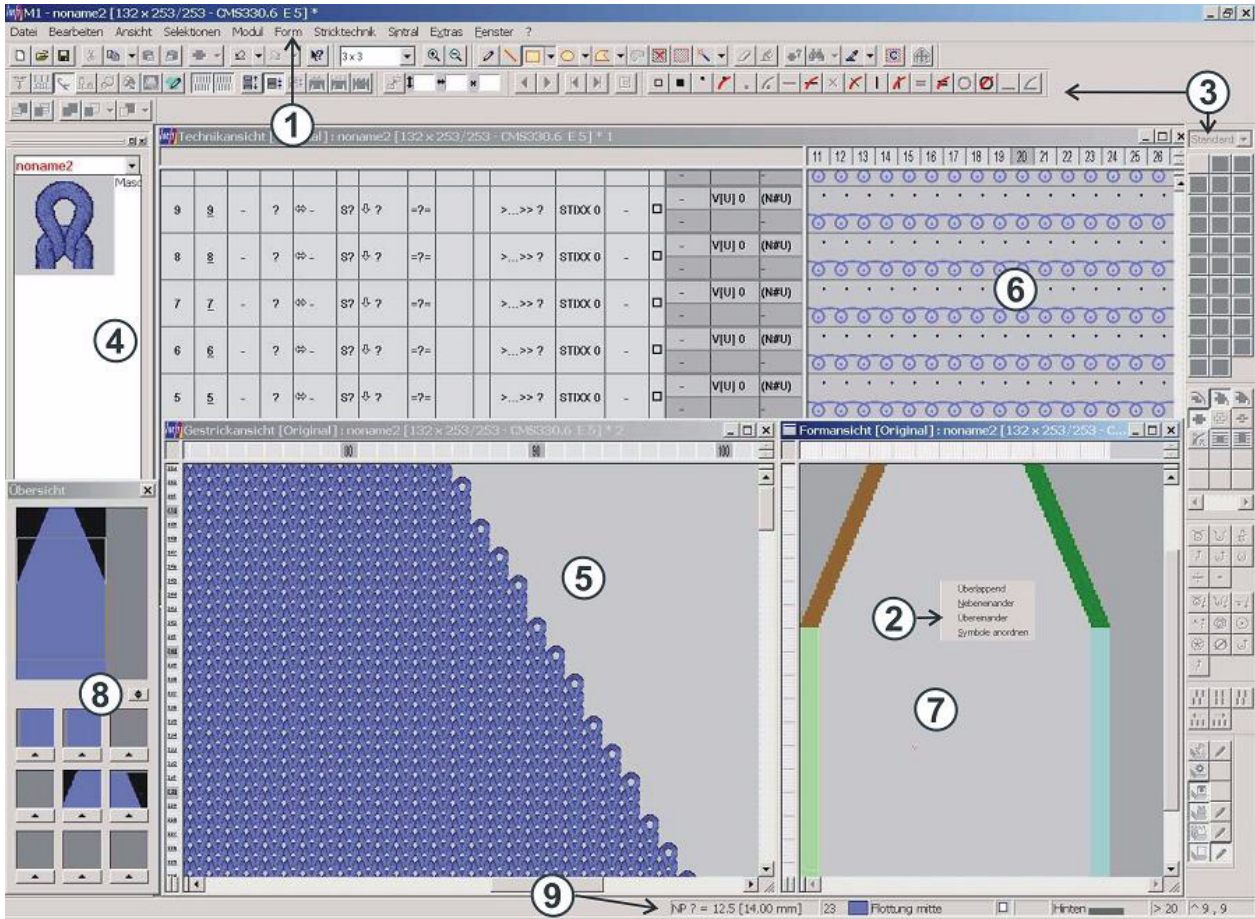 M1 - noname2 [132 x 253/253 - CMS330.6 E 5] *
Datei Bearbeiten Ansicht Selektionen Modul Form Stricktechnik Sintral Extras Fenster ?
3x3
1
3
Technikansicht [Original] : noname2 [132 x 253/253 - CMS330.6 E 5] * 1
Standard
noname2
11 12 13 14 15 16 17 18 19 20 21 22 23 24 25 26
9 9 - ? ⇔ - S? ⇩ ? =?= >...>> ? STIXX 0 - - V[U] 0 (N#U)
8 8 - ? ⇔ - S? ⇩ ? =?= >...>> ? STIXX 0 - - V[U] 0 (N#U)
6
7 7 - ? ⇔ - S? ⇩ ? =?= >...>> ? STIXX 0 - - V[U] 0 (N#U)
4
6 6 - ? ⇔ - S? ⇩ ? =?= >...>> ? STIXX 0 - - V[U] 0 (N#U)
5 5 - ? ⇔ - S? ⇩ ? =?= >...>> ? STIXX 0 - - V[U] 0 (N#U)
Gestrickansicht [Original] : noname2 [132 x 253/253 - CMS330.6 E 5] * 2
Formansicht [Original] : noname2 [132 x 253/253 - C...
80 90 100
Übersicht
5
Überlappend
Nebeneinander
2
Übereinander
Symbole anordnen
8
7
9
NP ? = 12.5 [14.00 mm] 23 Flottung mitte Hinten > 20 ^ 9 , 9